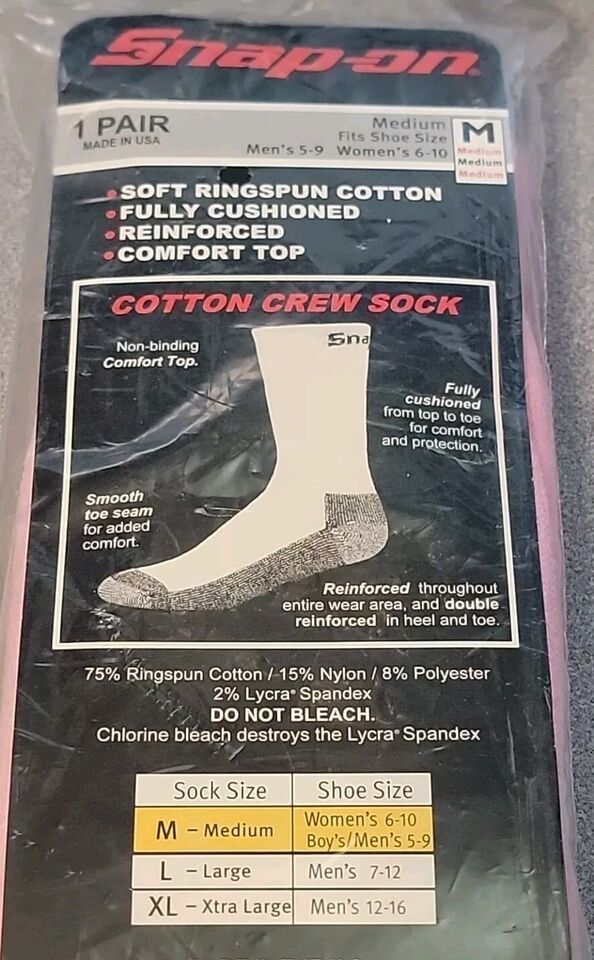 Snap-on®
1 PAIR
MADE IN USA
Medium
Fits Shoe Size
Men's 5-9 Women's 6-10
M
Medium
Medium
Medium
• SOFT RINGSPUN COTTON
• FULLY CUSHIONED
• REINFORCED
• COMFORT TOP
COTTON CREW SOCK
Non-binding
Comfort Top.
Sna
Fully
cushioned
from top to toe
for comfort
and protection.
Smooth
toe seam
for added
comfort.
Reinforced throughout
entire wear area, and double
reinforced in heel and toe.
75% Ringspun Cotton / 15% Nylon / 8% Polyester
2% Lycra® Spandex
DO NOT BLEACH.
Chlorine bleach destroys the Lycra® Spandex
Sock Size Shoe Size
M – Medium Women's 6-10
Boy's/Men's 5-9
L – Large Men's 7-12
XL – Xtra Large Men's 12-16